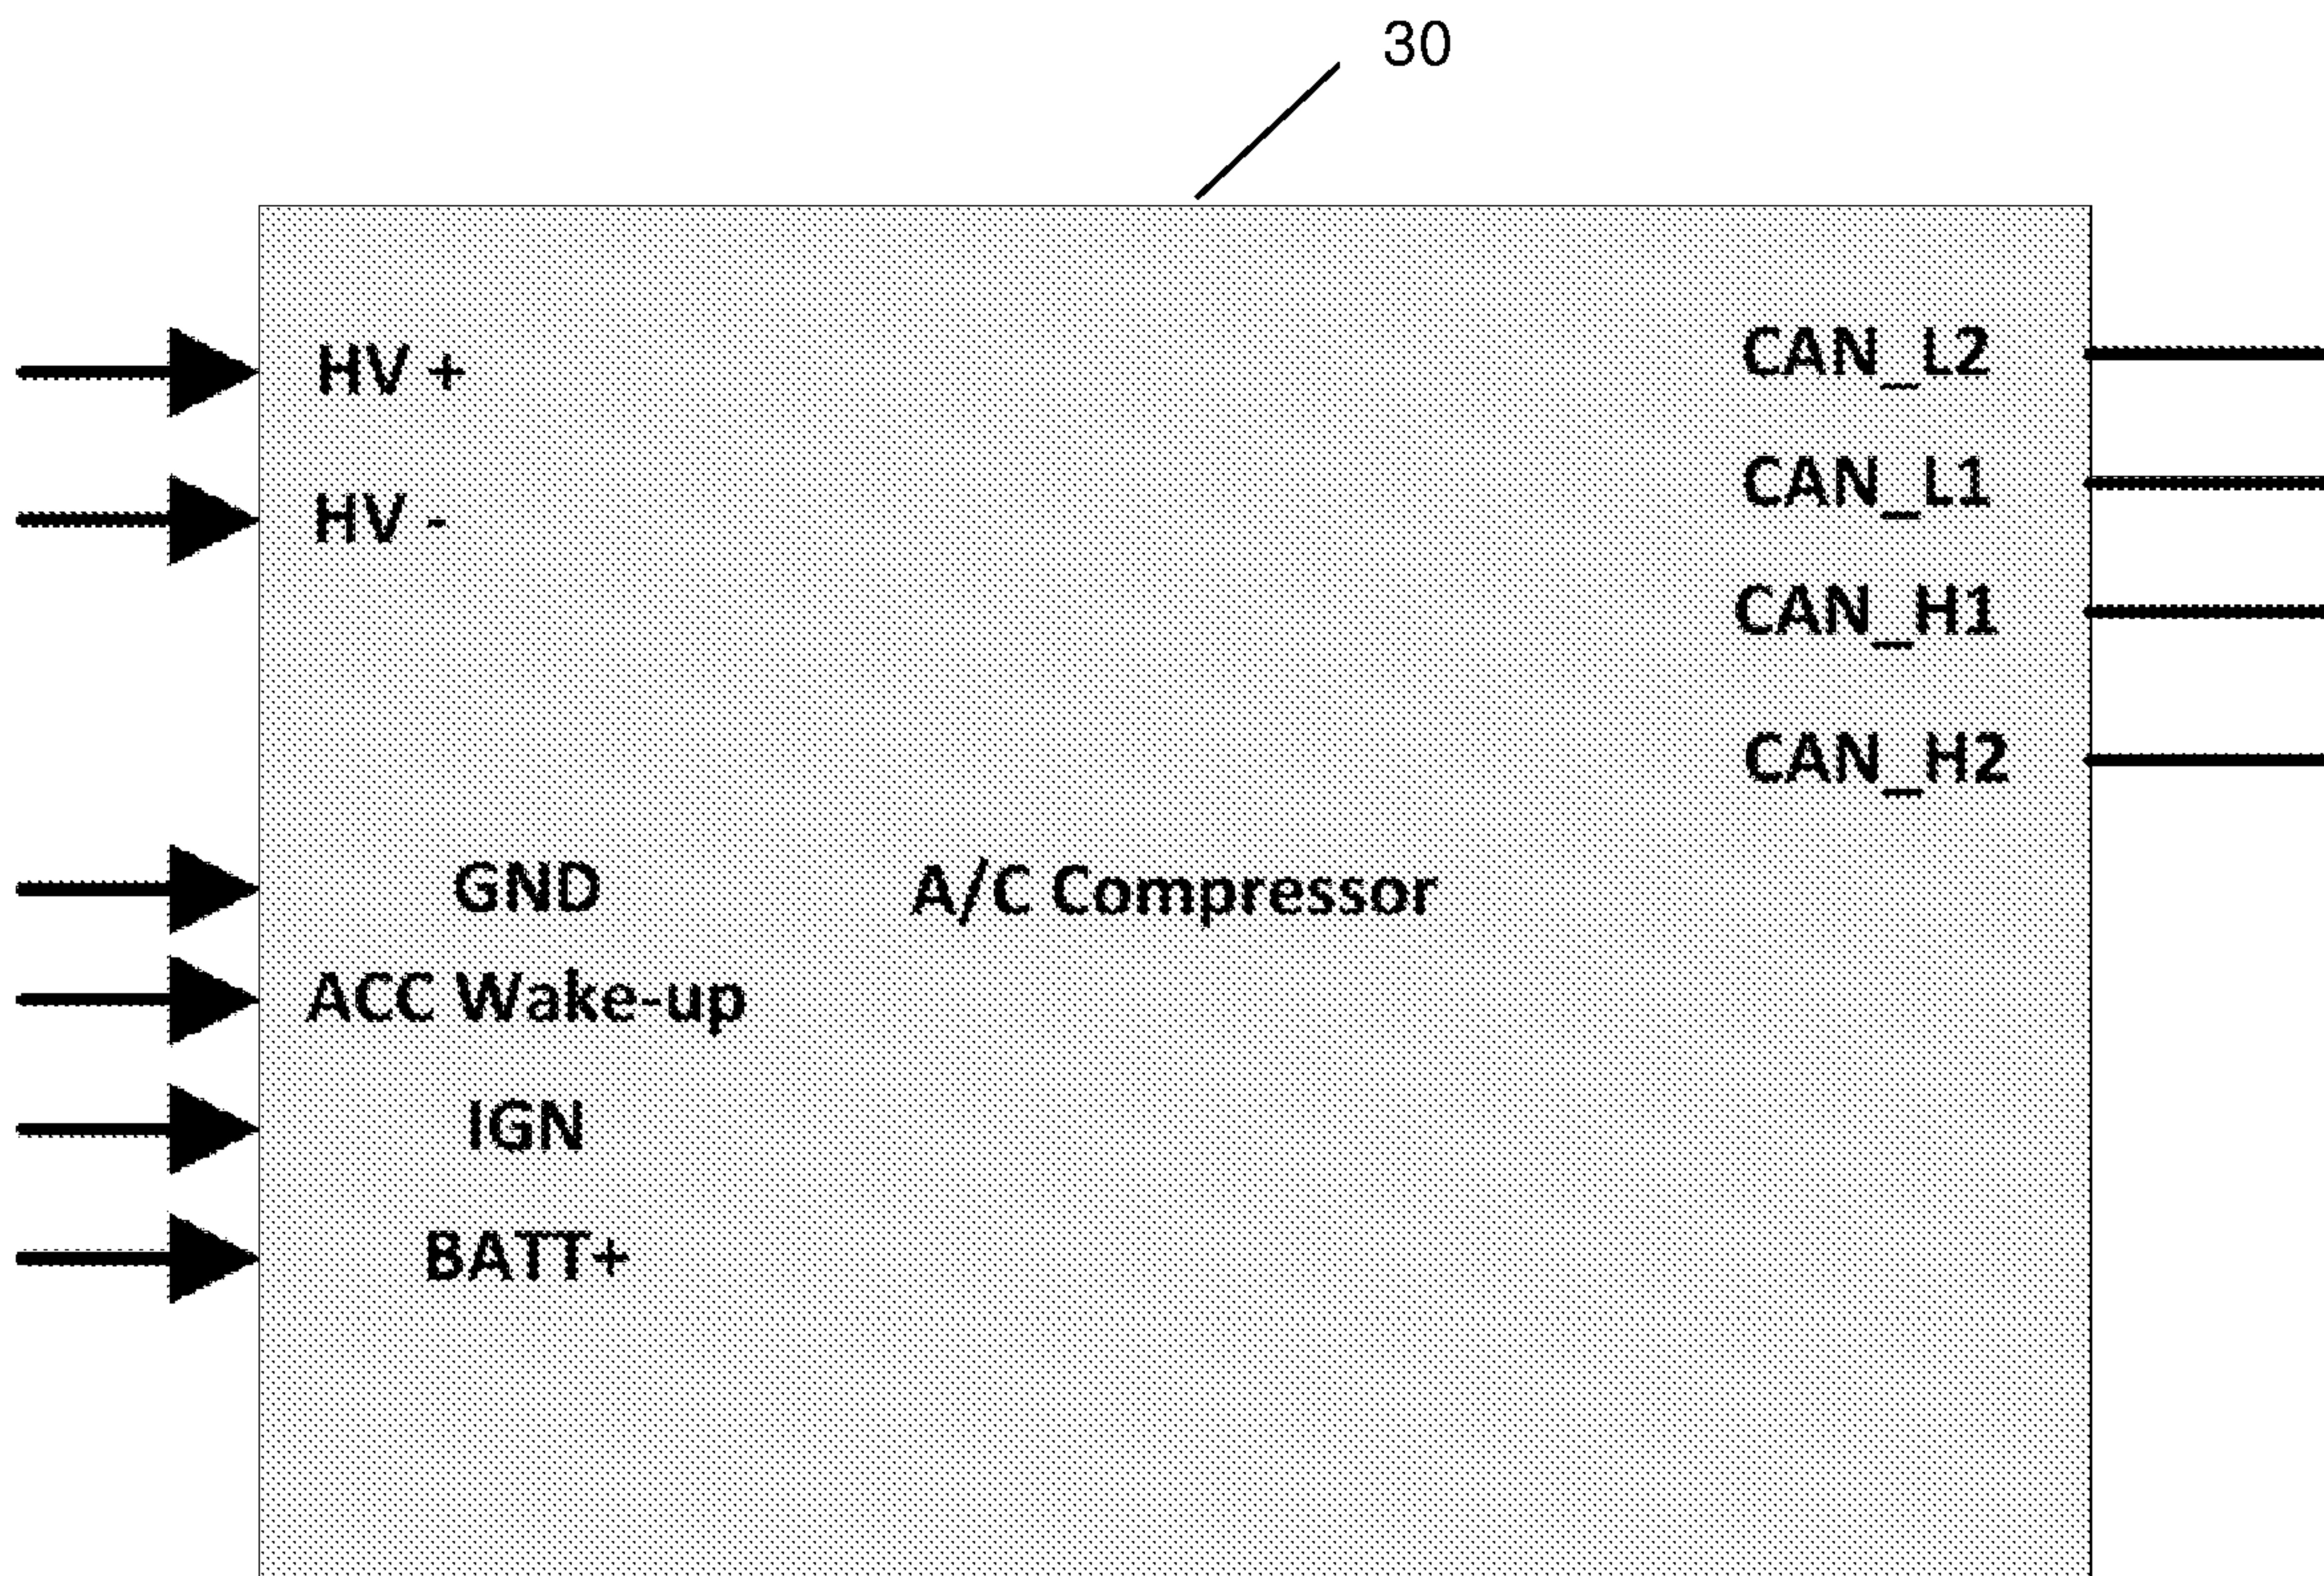 30
HV +
CAN_L2
HV -
CAN_L1
CAN_H1
CAN_H2
GND
A/C Compressor
ACC Wake-up
IGN
BATT+